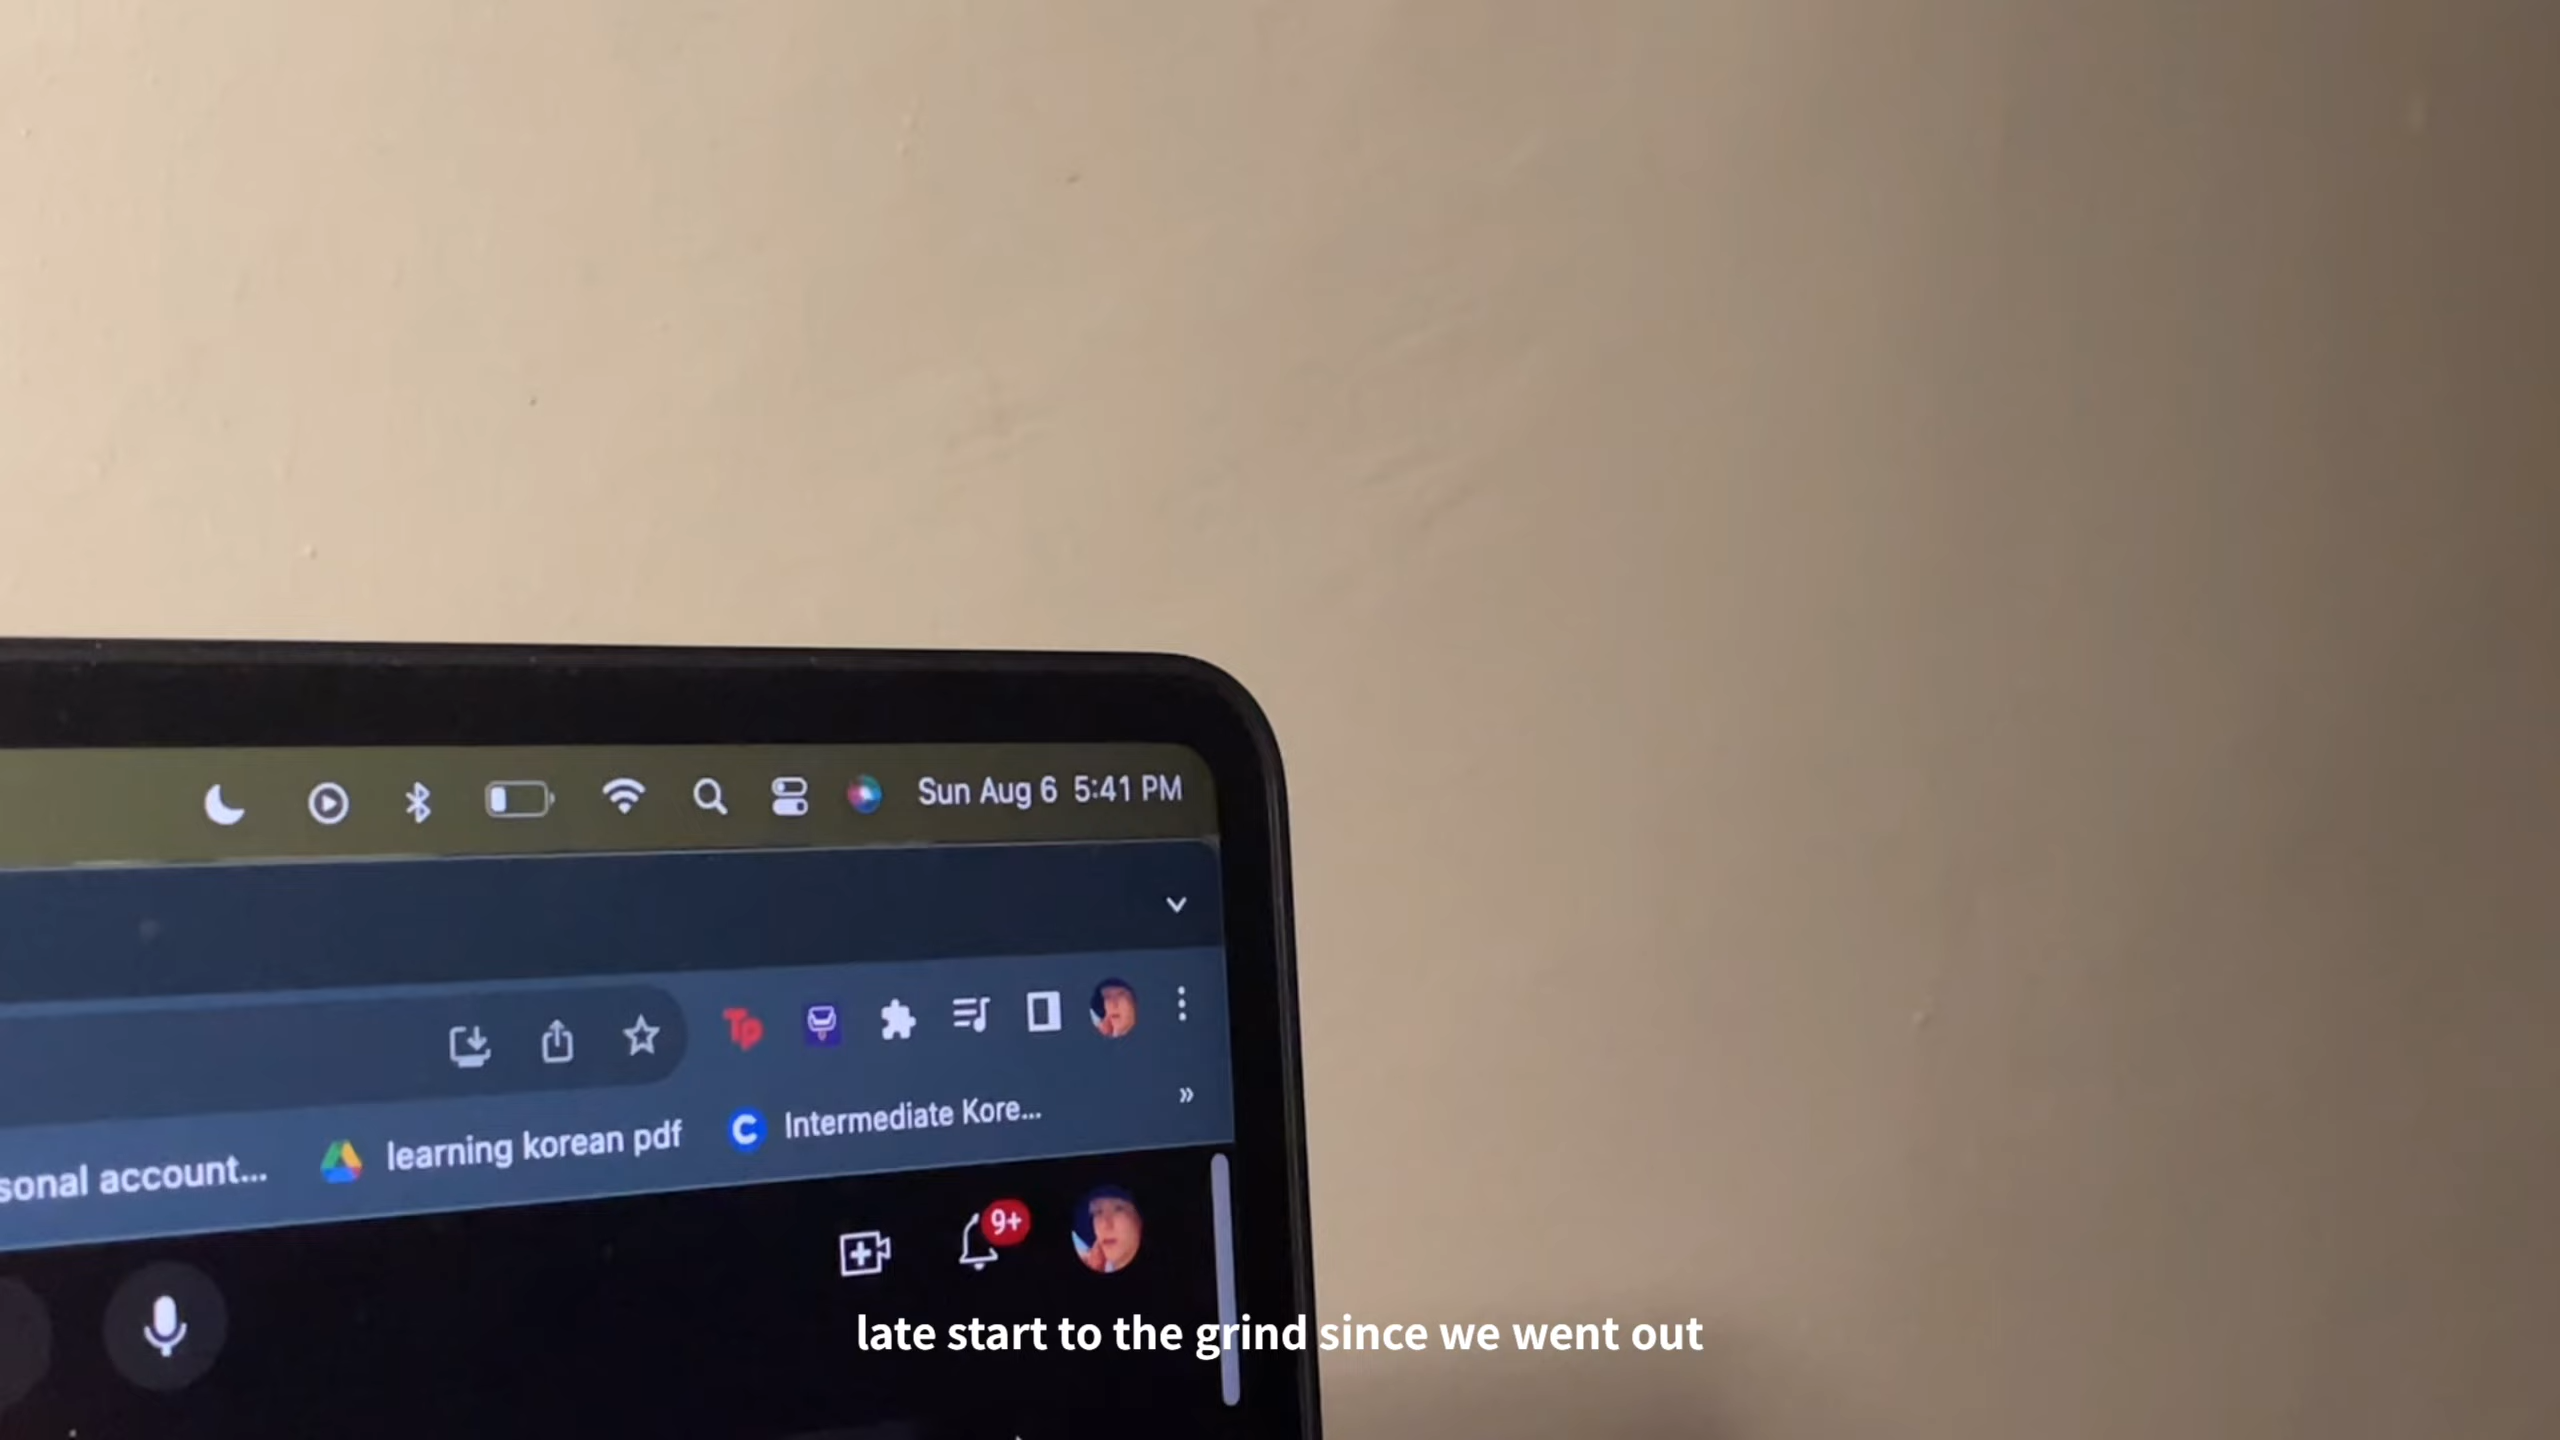 Sun Aug 6 5:41 PM
Tp
sonal account...
learning korean pdf
C Intermediate Kore...
»
9+
late start to the grind since we went out